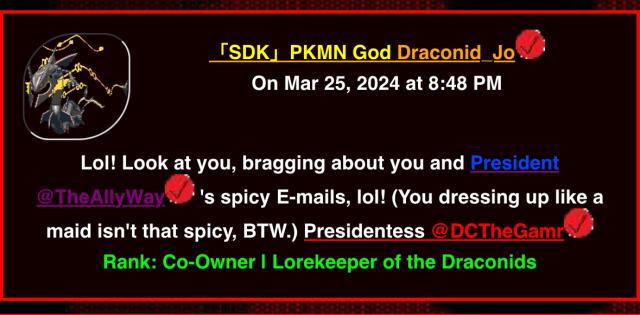 「SDK」PKMN God Draconid_Jo
On Mar 25, 2024 at 8:48 PM
Lol! Look at you, bragging about you and President
@TheAllyWay 's spicy E-mails, lol! (You dressing up like a
maid isn't that spicy, BTW.) Presidentess @DCTheGamr
Rank: Co-Owner | Lorekeeper of the Draconids